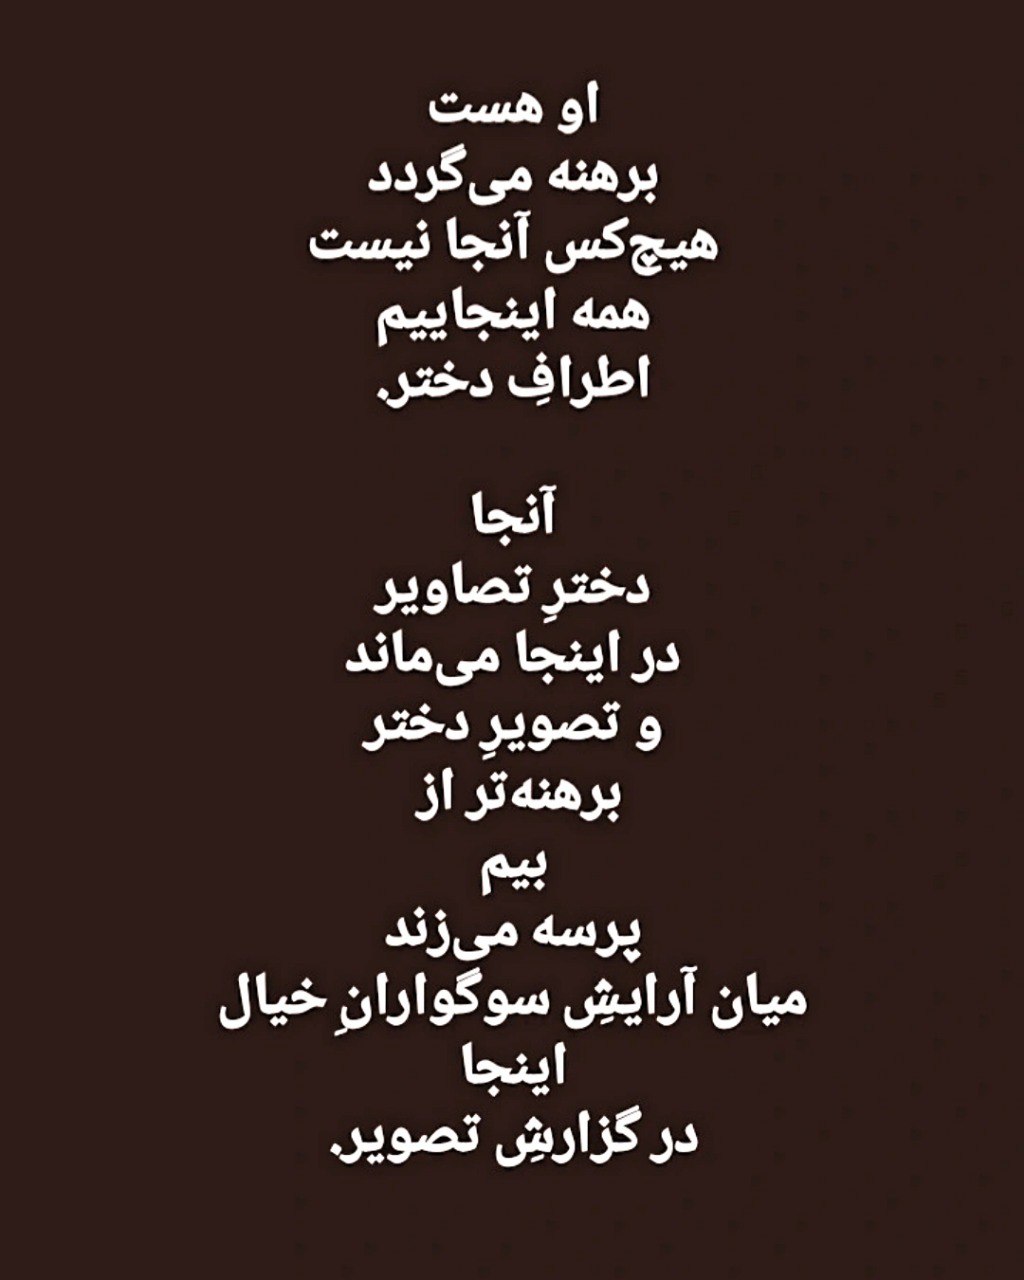 او هست
برهنه می‌گردد
هیچ‌کس آنجا نیست
همه اینجاییم
اطرافِ دختر.
آنجا
دخترِ تصاویر
در اینجا می‌ماند
و تصویرِ دختر
برهنه‌تر از
بیم
پرسه می‌زند
میان آرایشِ سوگوارانِ خیال
اینجا
در گزارشِ تصویر.